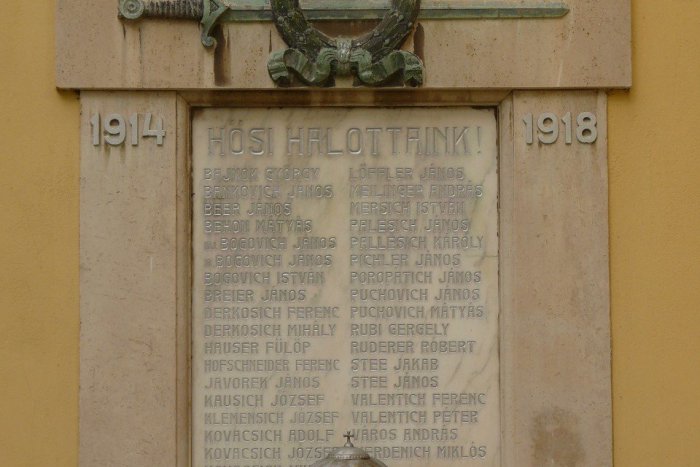 1914
1918
HŐSI HALOTTAINK!
BAJNOK GYÖRGY
BANKOVICH JÁNOS
BEER JÁNOS
BEHON MÁTYÁS
BOGOVICH JÁNOS
BOGOVICH JÁNOS
BOGOVICH ISTVÁN
BREIER JÁNOS
DERKOSICH FERENC
DERKOSICH MIHÁLY
HAUSER FÜLÖP
HOFSCHNEIDER FERENC
JAVOREK JÁNOS
KAUSICH JÓZSEF
KLEMENSICH JÓZSEF
KOVÁCSICH ADOLF
KOVÁCSICH JÓZSEF
LÖFFLER JÁNOS
MEILINGER ANDRÁS
MERSICH ISTVÁN
PALESICH JÁNOS
PALLESICH KÁROLY
PICHLER JÁNOS
POROPATICH JÁNOS
PUCHOVICH JÁNOS
PUCHOVICH MÁTYÁS
RUBI GERGELY
RUDERER RÓBERT
STEE JAKAB
STEE JÁNOS
VALENTICH FERENC
VALENTICH PÉTER
VÁROS ANDRÁS
VERDENICH MIKLÓS